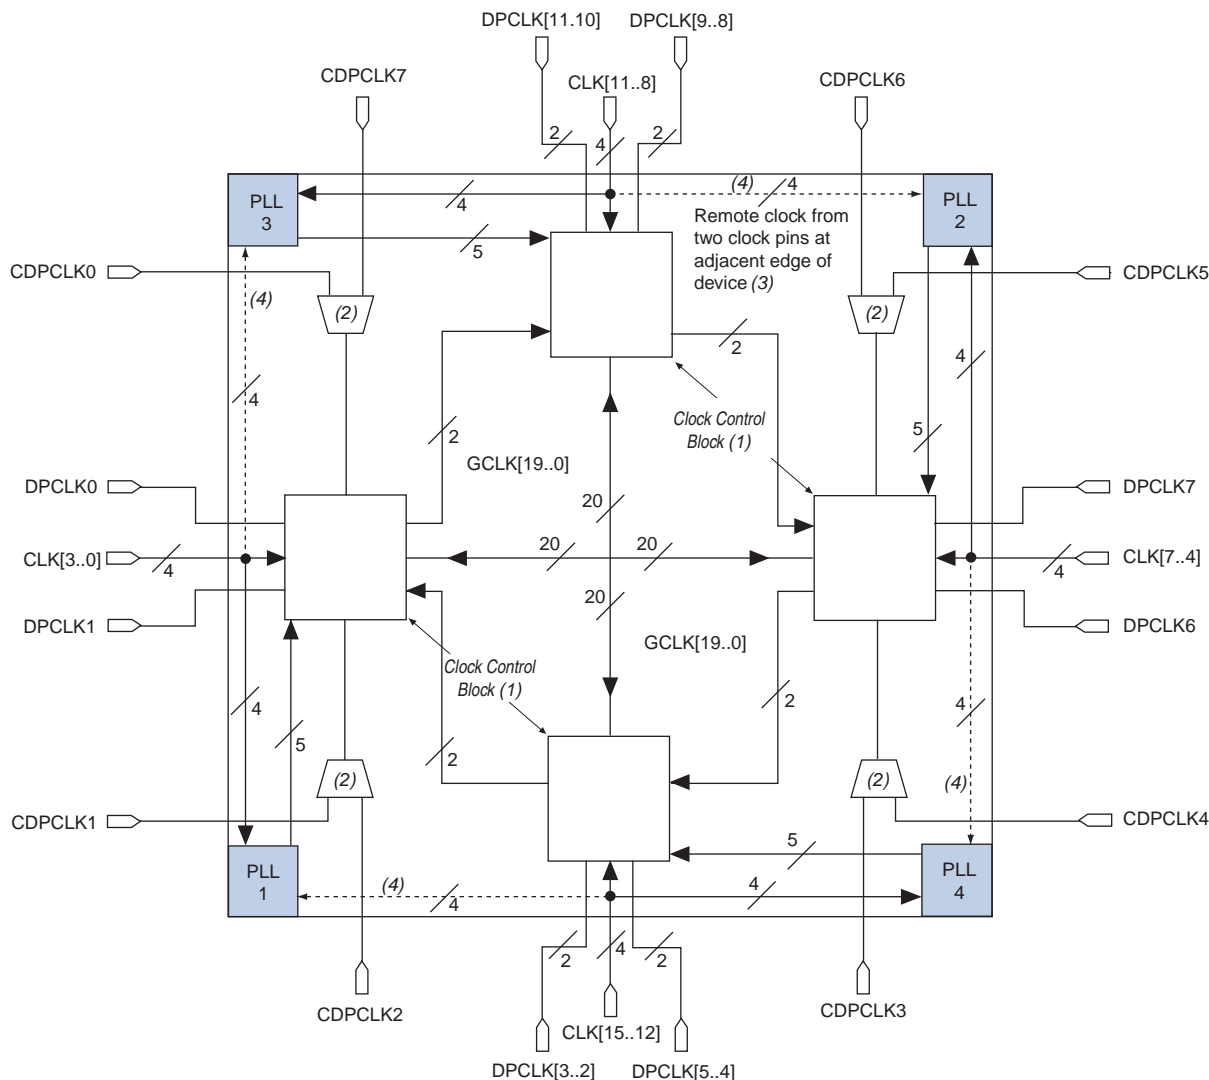 DPCLK[11.10]
DPCLK[9..8]
CDPCLK7
CLK[11..8]
CDPCLK6
2
4
2
PLL
3
4
(4)
4
PLL
2
Remote clock from
two clock pins at
adjacent edge of
device (3)
5
CDPCLK0
CDPCLK5
(4)
(2)
(2)
2
4
4
Clock Control
Block (1)
2
5
GCLK[19..0]
DPCLK0
DPCLK7
20
CLK[3..0]
4
20
20
4
CLK[7..4]
20
DPCLK1
DPCLK6
GCLK[19..0]
Clock Control
Block (1)
4
5
2
2
4
(2)
(2)
(4)
CDPCLK1
CDPCLK4
5
PLL
1
(4)
4
4
PLL
4
2
4
2
CDPCLK2
CDPCLK3
CLK[15..12]
DPCLK[3..2]
DPCLK[5..4]